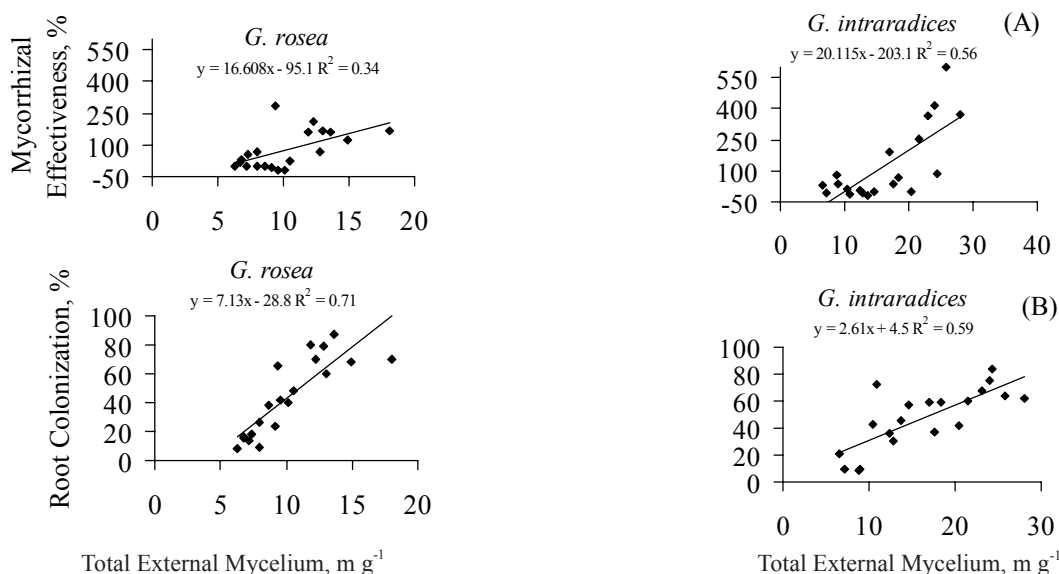 G. rosea
y = 16.608x - 95.1 R² = 0.34
Mycorrhizal
Effectiveness, %
550
400
250
100
-50
0 5 10 15 20
G. intraradices (A)
y = 20.115x - 203.1 R² = 0.56
550
400
250
100
-50
0 10 20 30 40
G. rosea
y = 7.13x - 28.8 R² = 0.71
Root Colonization, %
100
80
60
40
20
0
0 5 10 15 20
Total External Mycelium, m g⁻¹
G. intraradices (B)
y = 2.61x + 4.5 R² = 0.59
100
80
60
40
20
0
0 10 20 30
Total External Mycelium, m g⁻¹